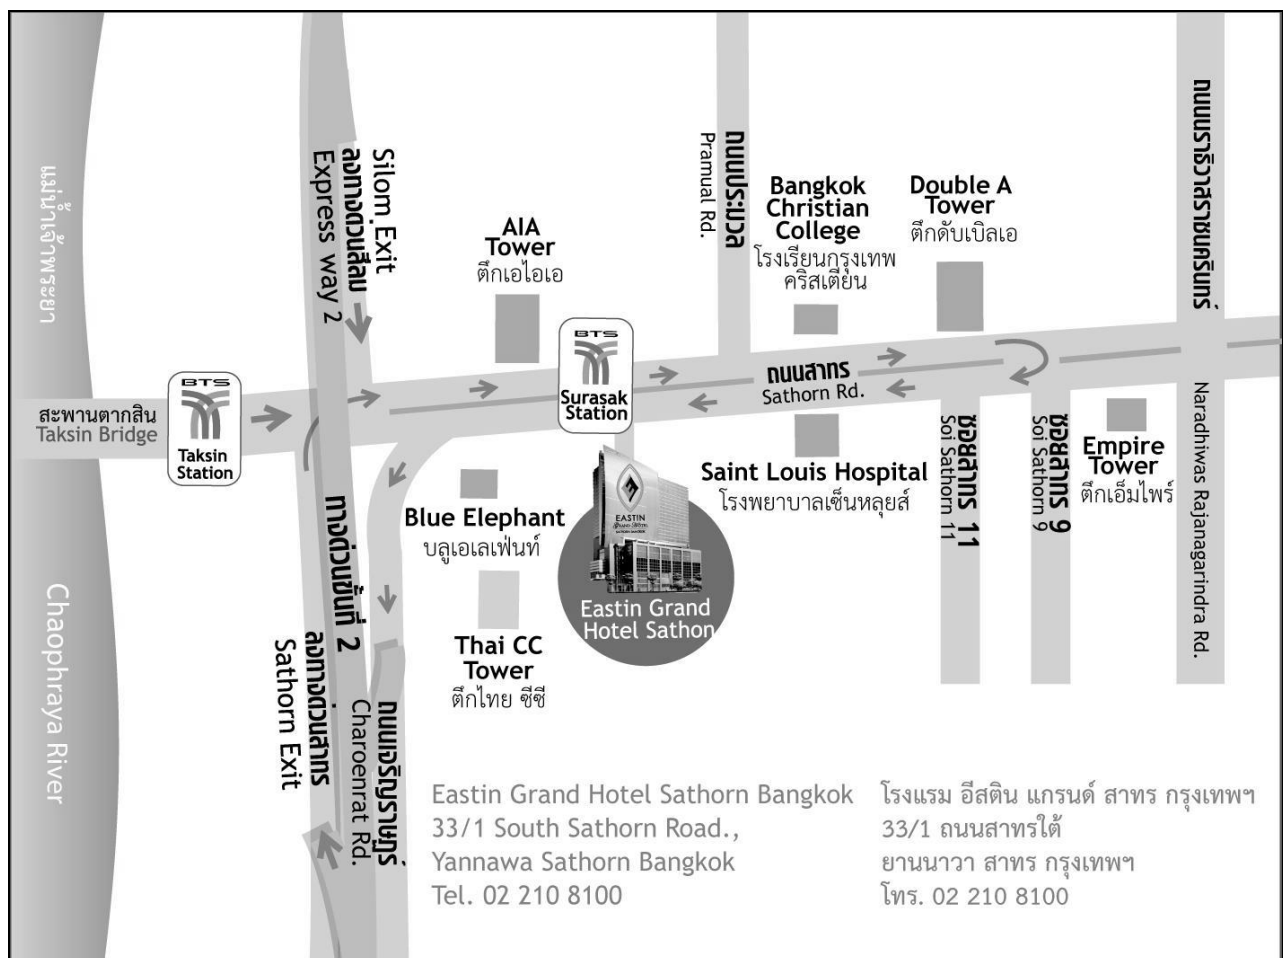 แม่น้ำเจ้าพระยา
Chaophraya River
สะพานตากสิน
Taksin Bridge
BTS
Taksin
Station
Silom Exit
ลงทางด่วนสีลม
Express way 2
ทางด่วนขั้นที่ 2
ลงทางด่วนสาทร
Sathorn Exit
ถนนเจริญราษฎร์
Charoenrat Rd.
AIA
Tower
ตึกเอไอเอ
BTS
Surasak
Station
ถนนประมวล
Pramual Rd.
Bangkok
Christian
College
โรงเรียนกรุงเทพ
คริสเตียน
Double A
Tower
ตึกดับเบิลเอ
ถนนนราธิวาสราชนครินทร์
Naradhiwas Rajanagarindra Rd.
ถนนสาทร
Sathorn Rd.
Blue Elephant
บลูเอเลเฟ่นท์
Thai CC
Tower
ตึกไทย ซีซี
EASTIN
Eastin Grand
Hotel Sathon
Saint Louis Hospital
โรงพยาบาลเซ็นหลุยส์
ซอยสาทร 11
Soi Sathorn 11
ซอยสาทร 9
Soi Sathorn 9
Empire
Tower
ตึกเอ็มไพร์
Eastin Grand Hotel Sathorn Bangkok
33/1 South Sathorn Road.,
Yannawa Sathorn Bangkok
Tel. 02 210 8100
โรงแรม อีสติน แกรนด์ สาทร กรุงเทพฯ
33/1 ถนนสาทรใต้
ยานนาวา สาทร กรุงเทพฯ
โทร. 02 210 8100